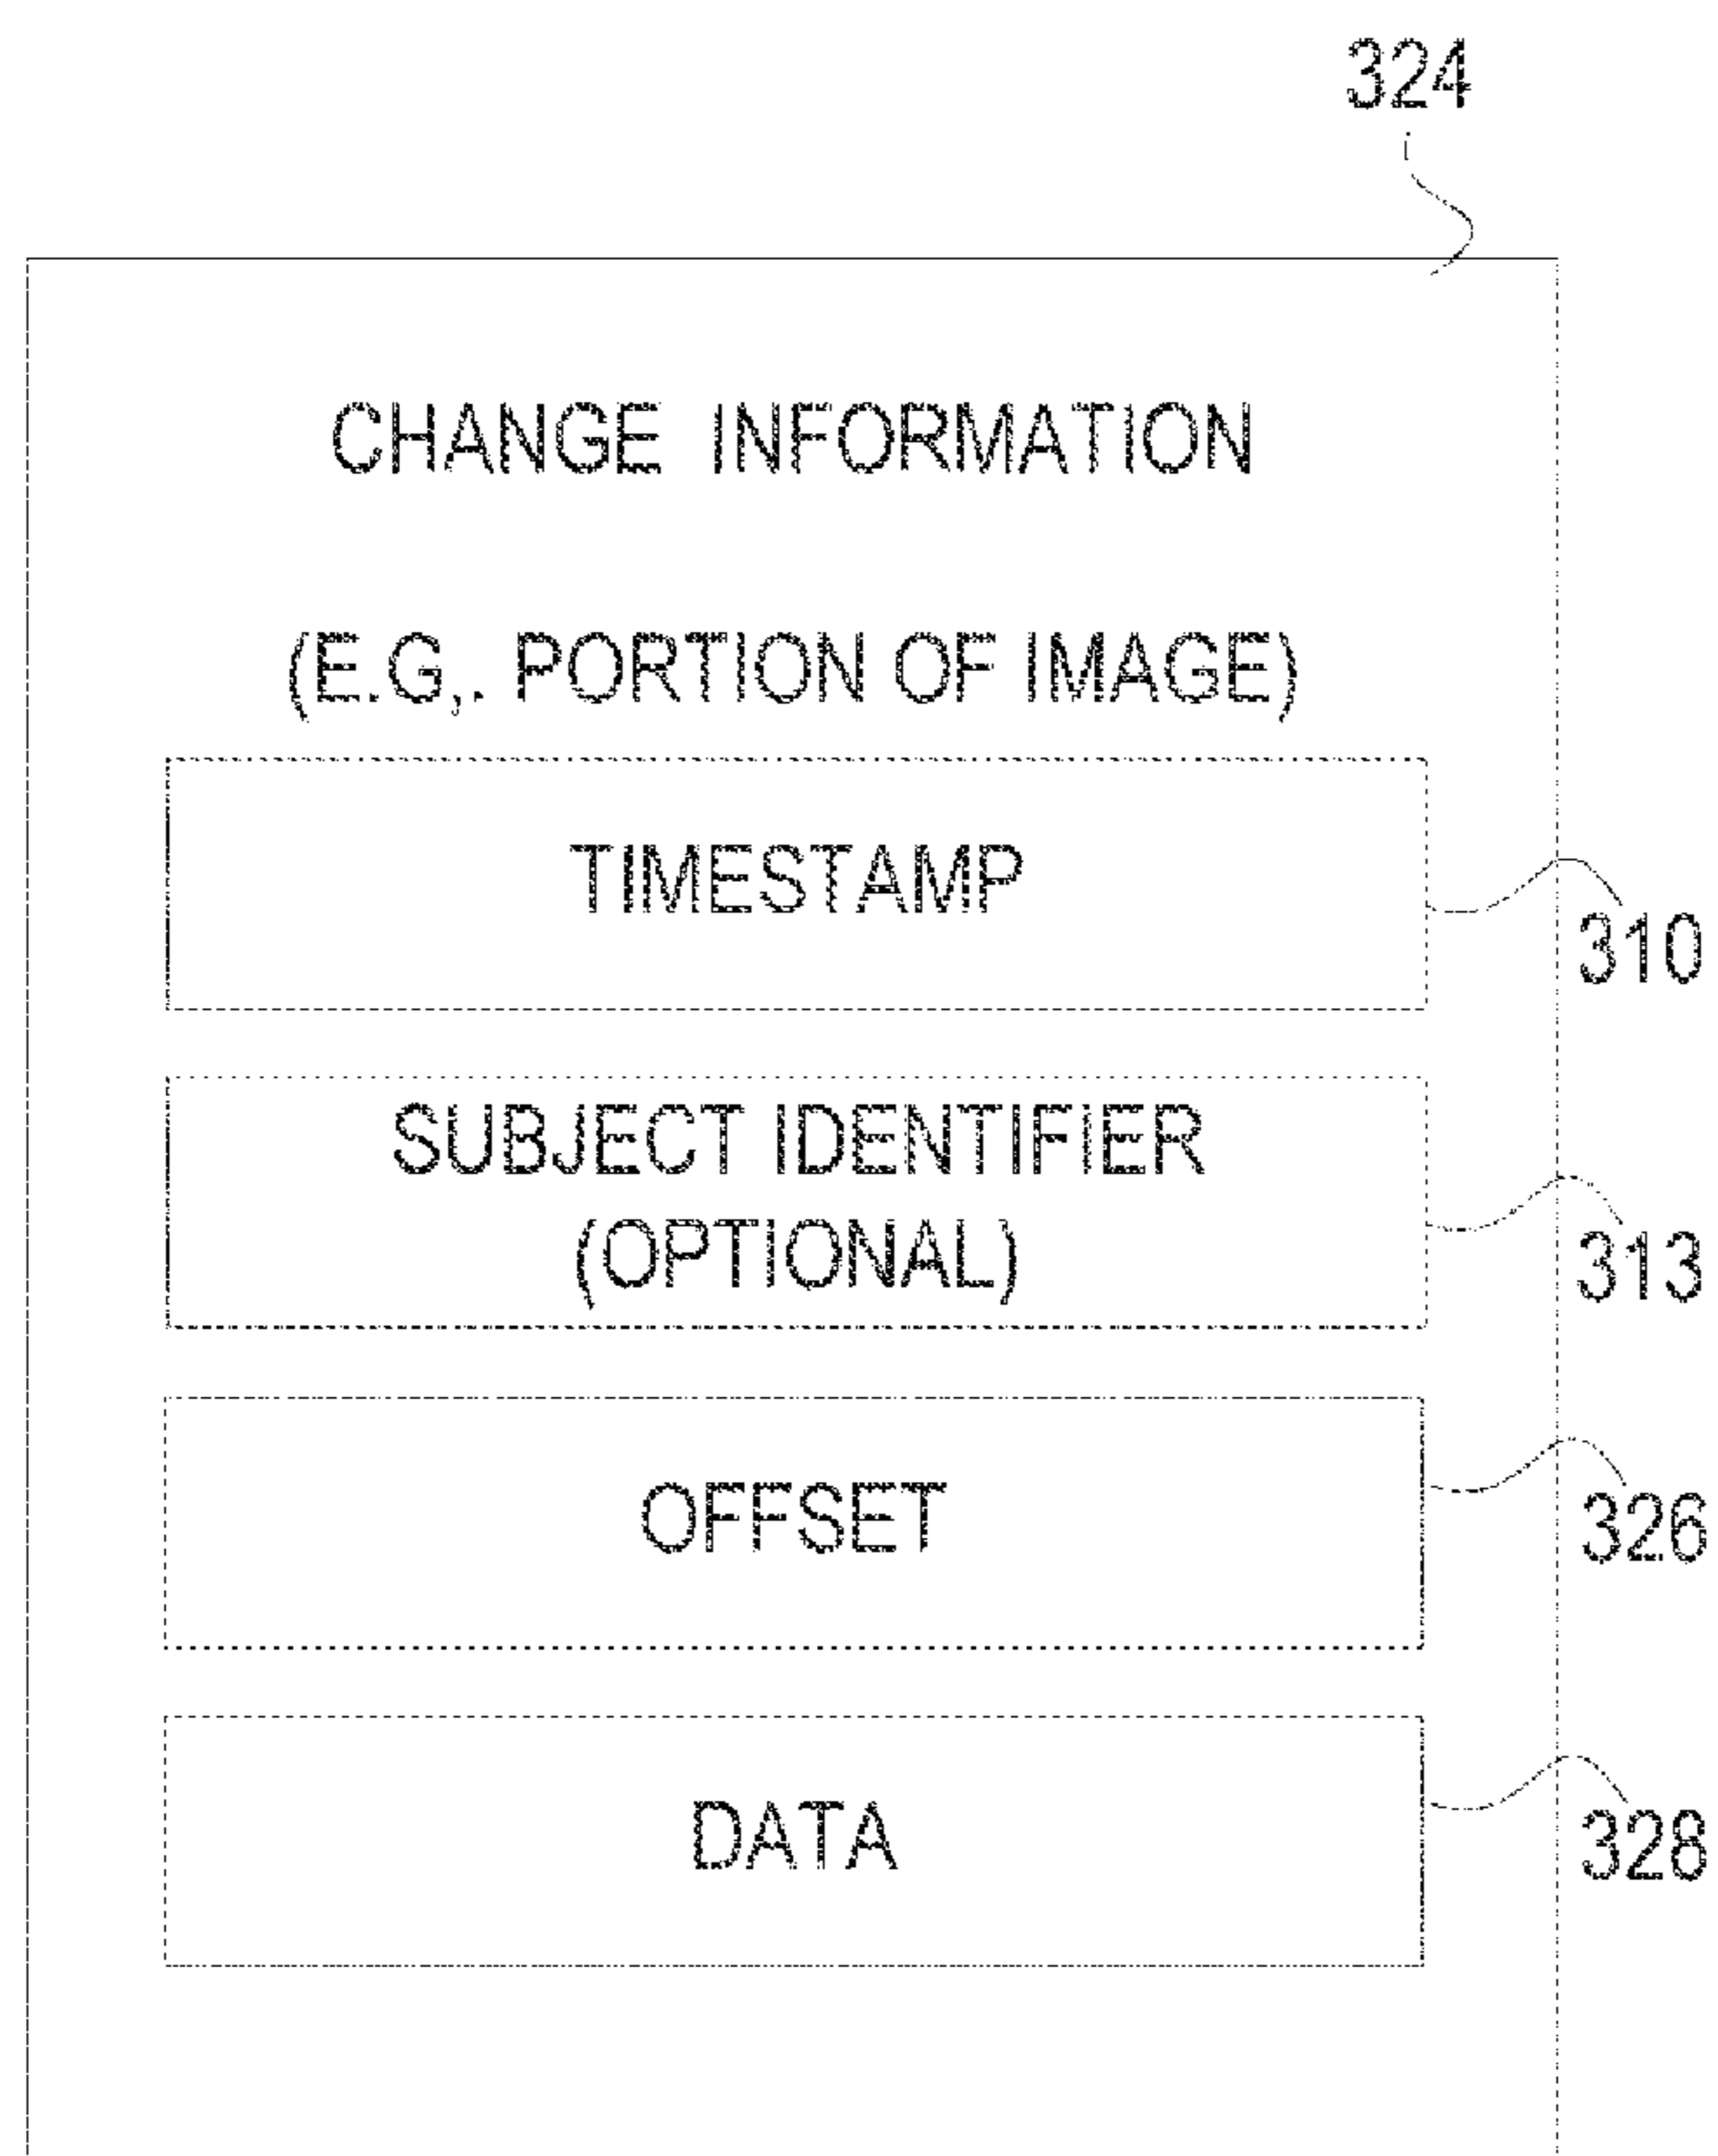 324
CHANGE INFORMATION
(E.G,. PORTION OF IMAGE)
TIMESTAMP
310
SUBJECT IDENTIFIER
(OPTIONAL)
313
OFFSET
326
DATA
328